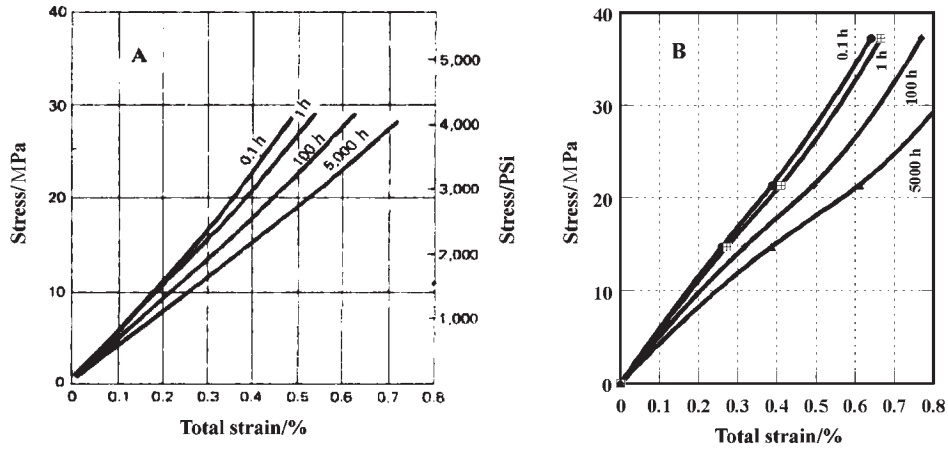 A
40
30
20
10
0
0 0.1 0.2 0.3 0.4 0.5 0.6 0.7 0.8
Total strain/%
Stress/MPa
5,000
4,000
3,000
2,000
1,000
Stress/PSi
0.1 h
1 h
100 h
5,000 h
B
40
30
20
10
0
0 0.1 0.2 0.3 0.4 0.5 0.6 0.7 0.8
Total strain/%
Stress/MPa
0.1 h
1 h
100 h
5000 h